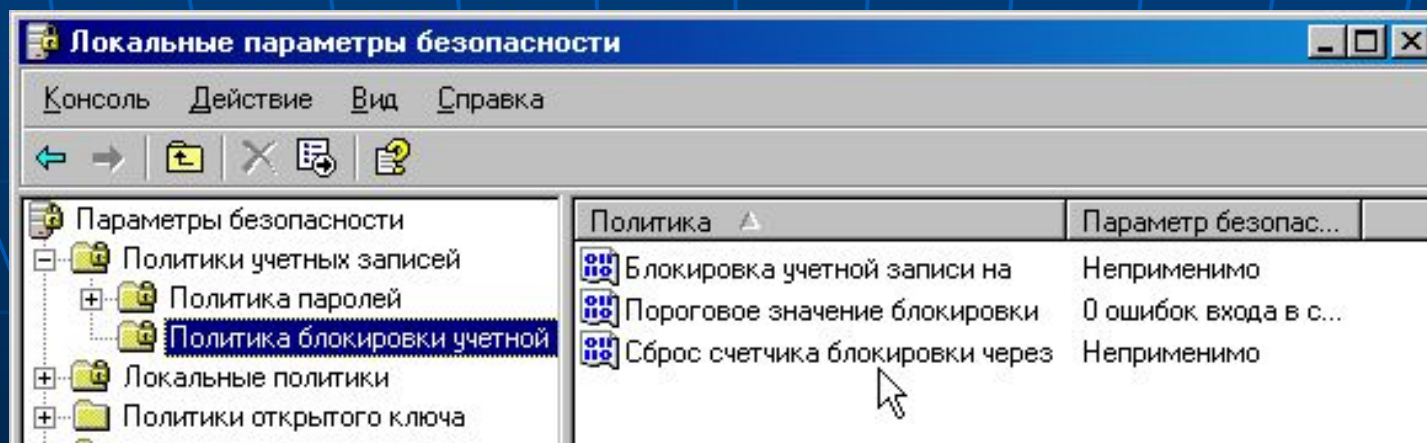 Локальные параметры безопасности
Консоль Действие Вид Справка
Параметры безопасности
Политики учетных записей
Политика паролей
Политика блокировки учетной
Локальные политики
Политики открытого ключа
Политика Параметр безопас...
Блокировка учетной записи на Неприменимо
Пороговое значение блокировки 0 ошибок входа в с...
Сброс счетчика блокировки через Неприменимо